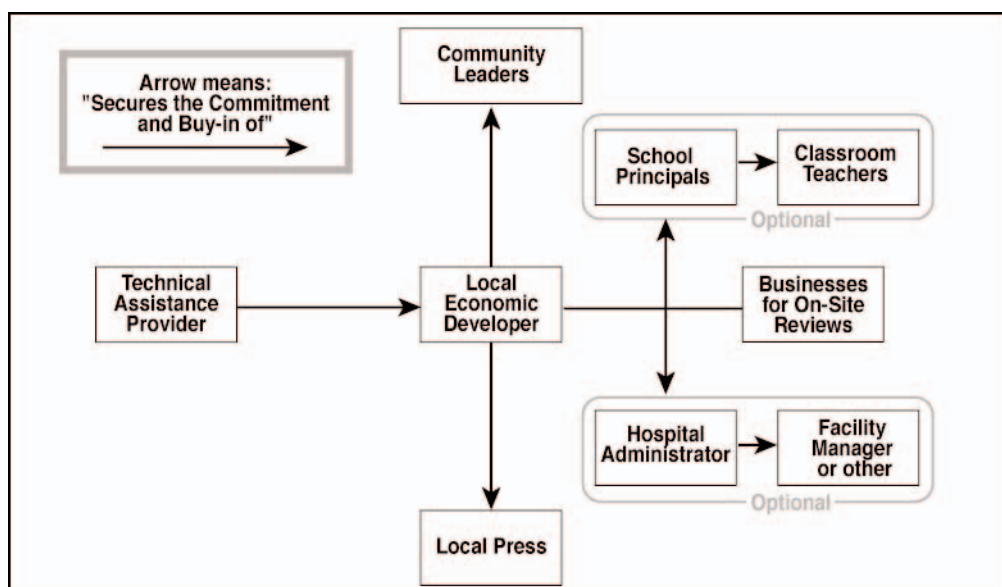 Arrow means:
"Secures the Commitment
and Buy-in of"
Community
Leaders
School
Principals
Classroom
Teachers
Optional
Technical
Assistance
Provider
Local
Economic
Developer
Businesses
for On-Site
Reviews
Hospital
Administrator
Facility
Manager
or other
Optional
Local Press